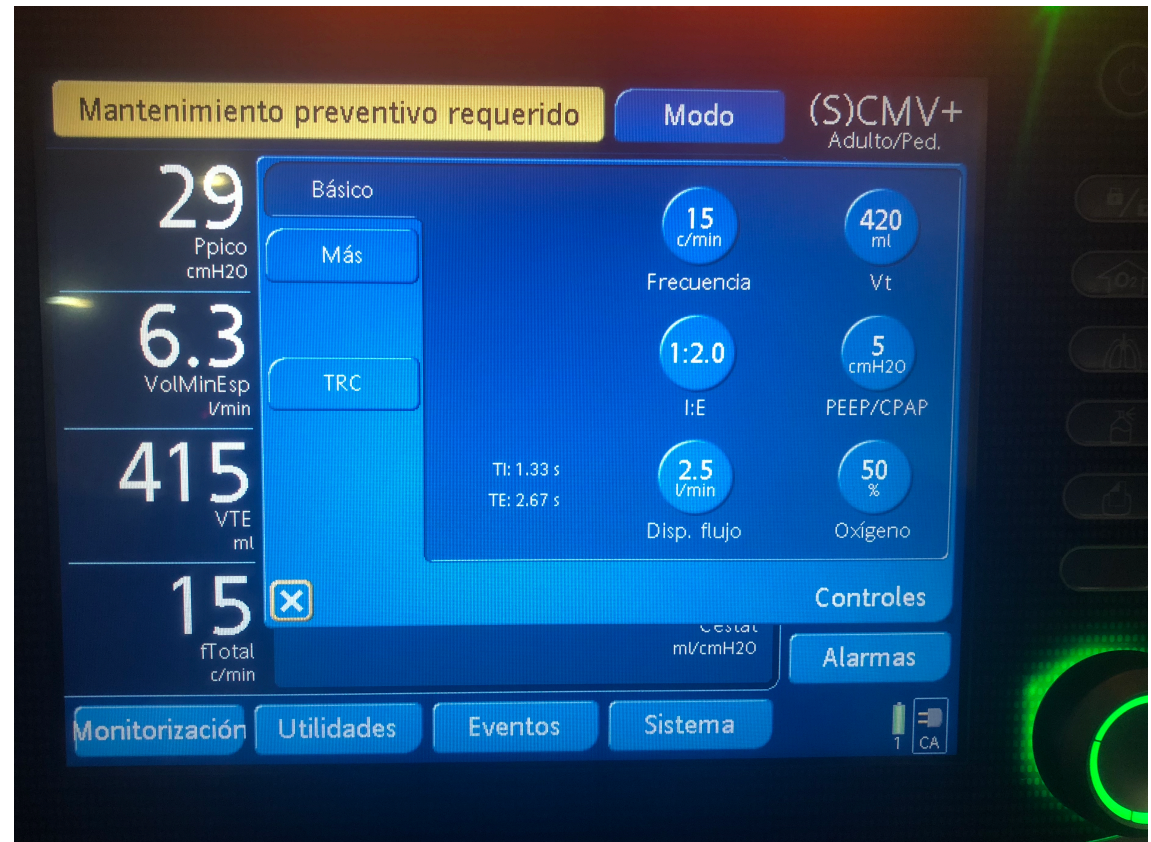 Mantenimiento preventivo requerido
Modo
(S)CMV+
Adulto/Ped.
29
Ppico
cmH2O
6.3
VolMinEsp
l/min
415
VTE
ml
15
fTotal
c/min
Básico
Más
TRC
15
c/min
Frecuencia
420
ml
Vt
1:2.0
I:E
5
cmH2O
PEEP/CPAP
TI: 1.33 s
TE: 2.67 s
2.5
l/min
Disp. flujo
50
%
Oxígeno
Controles
Cestat
ml/cmH2O
Alarmas
Monitorización
Utilidades
Eventos
Sistema
1
CA
O2